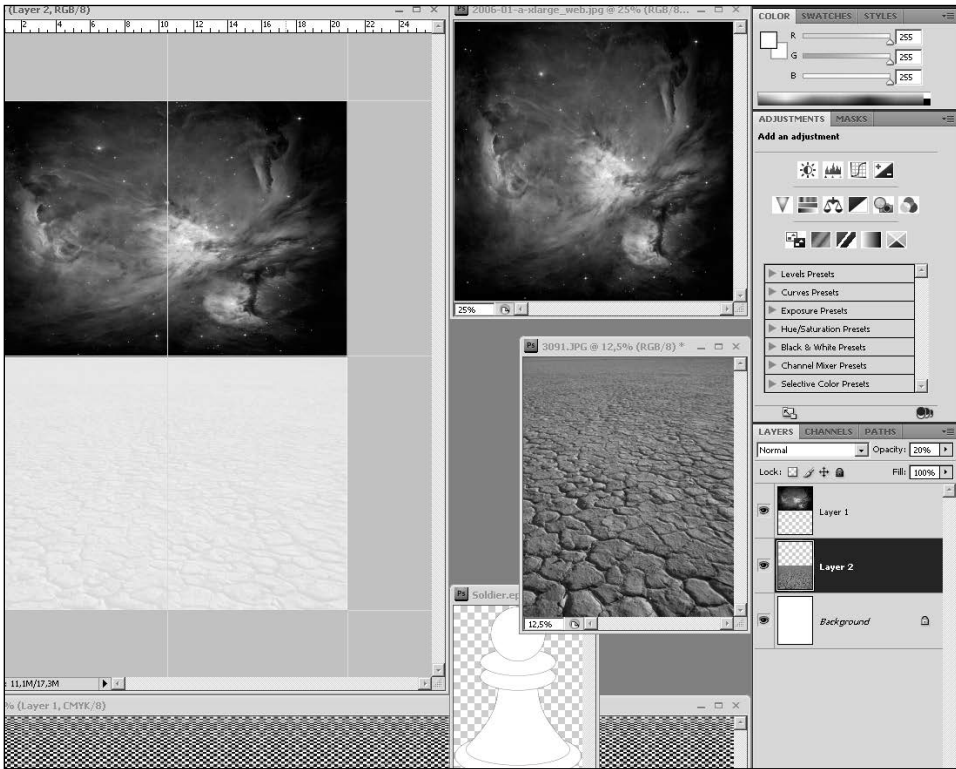 (Layer 2, RGB/8)
2 4 6 8 10 12 14 16 18 20 22 24
: 11,1M/17,3M
% (Layer 1, CMYK/8)
2006-01-a-xlarge_web.jpg @ 25% (RGB/8...
25%
Ps 3091.JPG @ 12,5% (RGB/8) *
12,5%
Ps Soldier.ep
COLOR SWATCHES STYLES
R 255
G 255
B 255
ADJUSTMENTS MASKS
Add an adjustment
Levels Presets
Curves Presets
Exposure Presets
Hue/Saturation Presets
Black & White Presets
Channel Mixer Presets
Selective Color Presets
LAYERS CHANNELS PATHS
Normal Opacity: 20%
Lock: Fill: 100%
Layer 1
Layer 2
Background